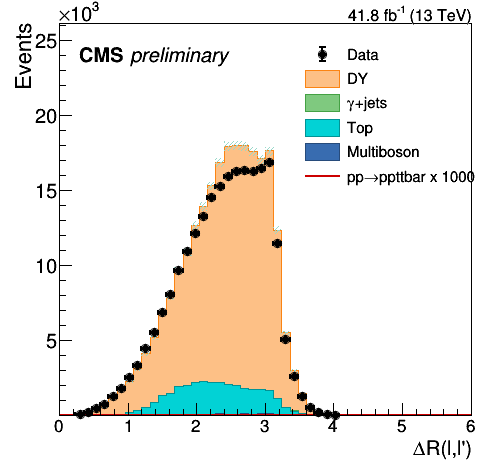 ×10³
41.8 fb⁻¹ (13 TeV)
Events
CMS preliminary
Data
DY
γ+jets
Top
Multiboson
pp→ppttbar x 1000
25
20
15
10
5
0 1 2 3 4 5 6
ΔR(l,l')